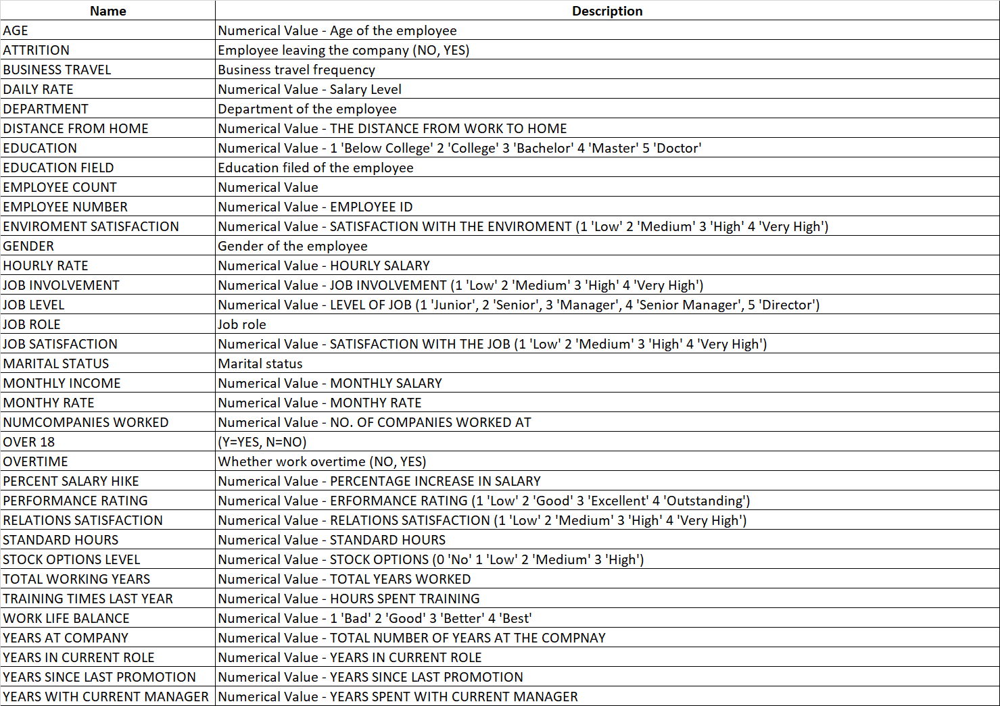 Name Description
AGE Numerical Value - Age of the employee
ATTRITION Employee leaving the company (NO, YES)
BUSINESS TRAVEL Business travel frequency
DAILY RATE Numerical Value - Salary Level
DEPARTMENT Department of the employee
DISTANCE FROM HOME Numerical Value - THE DISTANCE FROM WORK TO HOME
EDUCATION Numerical Value - 1 'Below College' 2 'College' 3 'Bachelor' 4 'Master' 5 'Doctor'
EDUCATION FIELD Education filed of the employee
EMPLOYEE COUNT Numerical Value
EMPLOYEE NUMBER Numerical Value - EMPLOYEE ID
ENVIROMENT SATISFACTION Numerical Value - SATISFACTION WITH THE ENVIROMENT (1 'Low' 2 'Medium' 3 'High' 4 'Very High')
GENDER Gender of the employee
HOURLY RATE Numerical Value - HOURLY SALARY
JOB INVOLVEMENT Numerical Value - JOB INVOLVEMENT (1 'Low' 2 'Medium' 3 'High' 4 'Very High')
JOB LEVEL Numerical Value - LEVEL OF JOB (1 'Junior', 2 'Senior', 3 'Manager', 4 'Senior Manager', 5 'Director')
JOB ROLE Job role
JOB SATISFACTION Numerical Value - SATISFACTION WITH THE JOB (1 'Low' 2 'Medium' 3 'High' 4 'Very High')
MARITAL STATUS Marital status
MONTHLY INCOME Numerical Value - MONTHLY SALARY
MONTHY RATE Numerical Value - MONTHY RATE
NUMCOMPANIES WORKED Numerical Value - NO. OF COMPANIES WORKED AT
OVER 18 (Y=YES, N=NO)
OVERTIME Whether work overtime (NO, YES)
PERCENT SALARY HIKE Numerical Value - PERCENTAGE INCREASE IN SALARY
PERFORMANCE RATING Numerical Value - ERFORMANCE RATING (1 'Low' 2 'Good' 3 'Excellent' 4 'Outstanding')
RELATIONS SATISFACTION Numerical Value - RELATIONS SATISFACTION (1 'Low' 2 'Medium' 3 'High' 4 'Very High')
STANDARD HOURS Numerical Value - STANDARD HOURS
STOCK OPTIONS LEVEL Numerical Value - STOCK OPTIONS (0 'No' 1 'Low' 2 'Medium' 3 'High')
TOTAL WORKING YEARS Numerical Value - TOTAL YEARS WORKED
TRAINING TIMES LAST YEAR Numerical Value - HOURS SPENT TRAINING
WORK LIFE BALANCE Numerical Value - 1 'Bad' 2 'Good' 3 'Better' 4 'Best'
YEARS AT COMPANY Numerical Value - TOTAL NUMBER OF YEARS AT THE COMPNAY
YEARS IN CURRENT ROLE Numerical Value - YEARS IN CURRENT ROLE
YEARS SINCE LAST PROMOTION Numerical Value - YEARS SINCE LAST PROMOTION
YEARS WITH CURRENT MANAGER Numerical Value - YEARS SPENT WITH CURRENT MANAGER